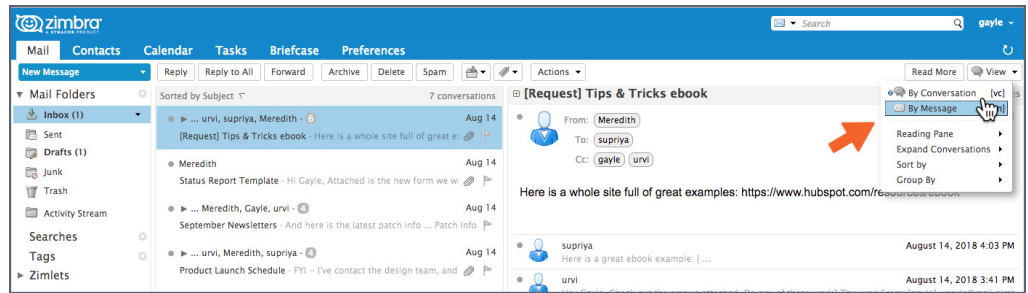 zimbra
A SYNACOR PRODUCT
Search
gayle
Mail Contacts Calendar Tasks Briefcase Preferences
New Message Reply Reply to All Forward Archive Delete Spam Actions Read More View
Mail Folders
Inbox (1)
Sent
Drafts (1)
Junk
Trash
Activity Stream
Searches
Tags
Zimlets
Sorted by Subject 7 conversations
... urvi, supriya, Meredith - 6 Aug 14
[Request] Tips & Tricks ebook - Here is a whole site full of great e:
Meredith Aug 14
Status Report Template - Hi Gayle, Attached is the new form we wi
... Meredith, Gayle, urvi - 4 Aug 14
September Newsletters - And here is the latest patch info ... Patch Info
... urvi, Meredith, supriya - 4 Aug 14
Product Launch Schedule - FYI -- I've contact the design team, and
[Request] Tips & Tricks ebook
From: Meredith
To: supriya
Cc: gayle urvi
Here is a whole site full of great examples: https://www.hubspot.com/resources/ebook
supriya August 14, 2018 4:03 PM
Here is a great ebook example: [ ...
urvi August 14, 2018 3:41 PM
By Conversation [vc]
By Message
Reading Pane
Expand Conversations
Sort by
Group By